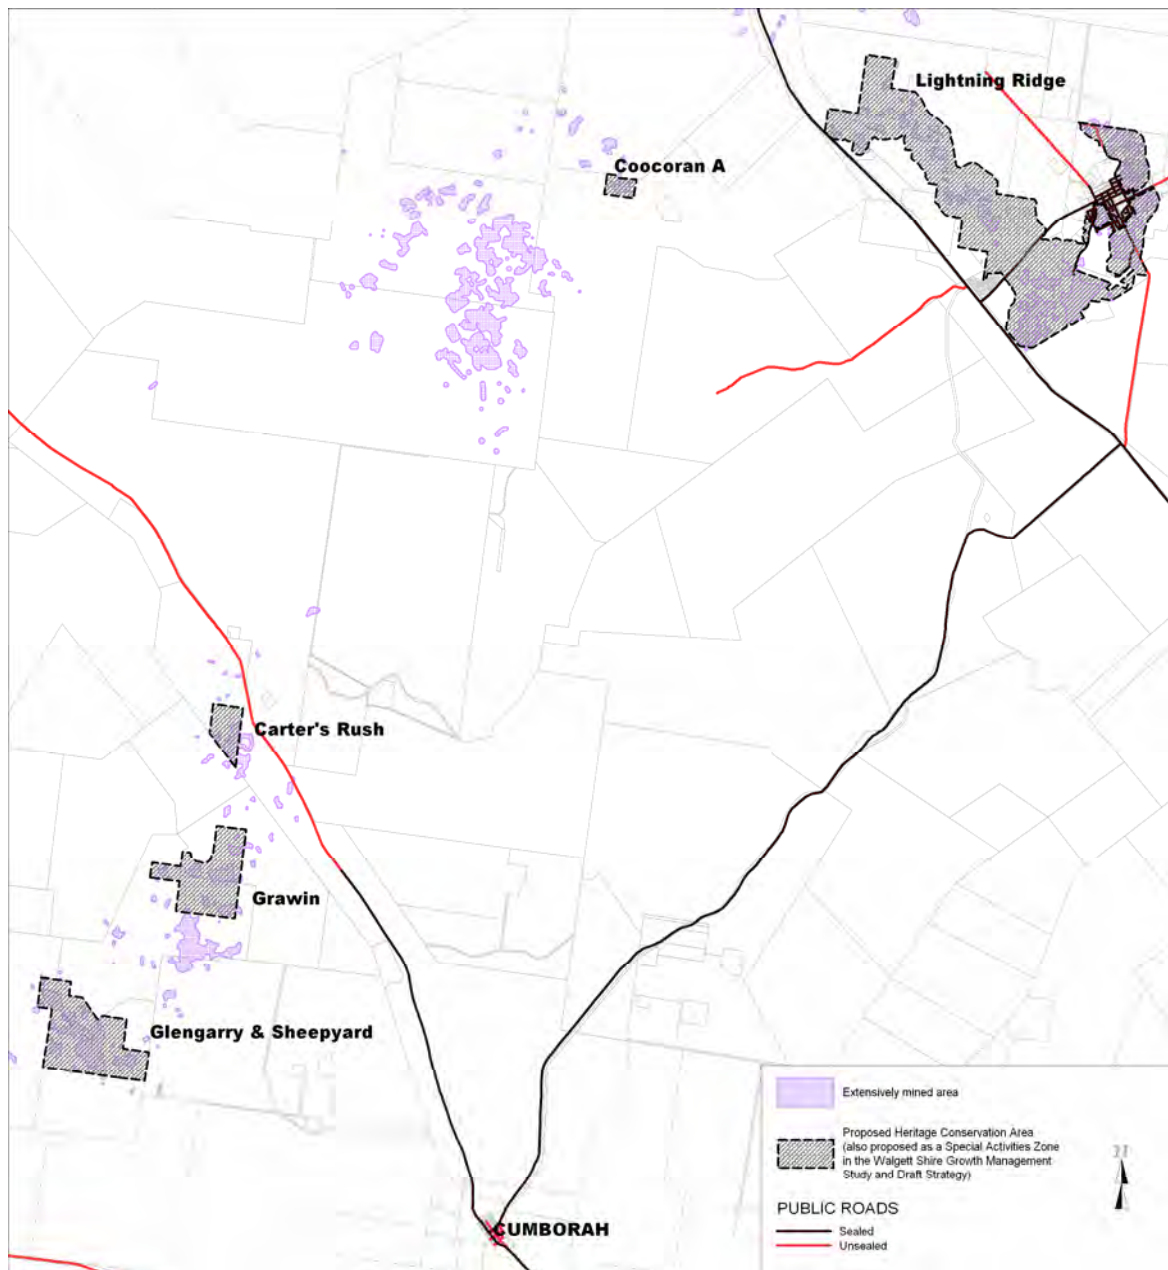 Lightning Ridge
Coocoran A
Carter's Rush
Grawin
Glengarry & Sheepyard
CUMBORAH
Extensively mined area
Proposed Heritage Conservation Area
(also proposed as a Special Activities Zone
in the Walgett Shire Growth Management
Study and Draft Strategy)
PUBLIC ROADS
Sealed
Unsealed